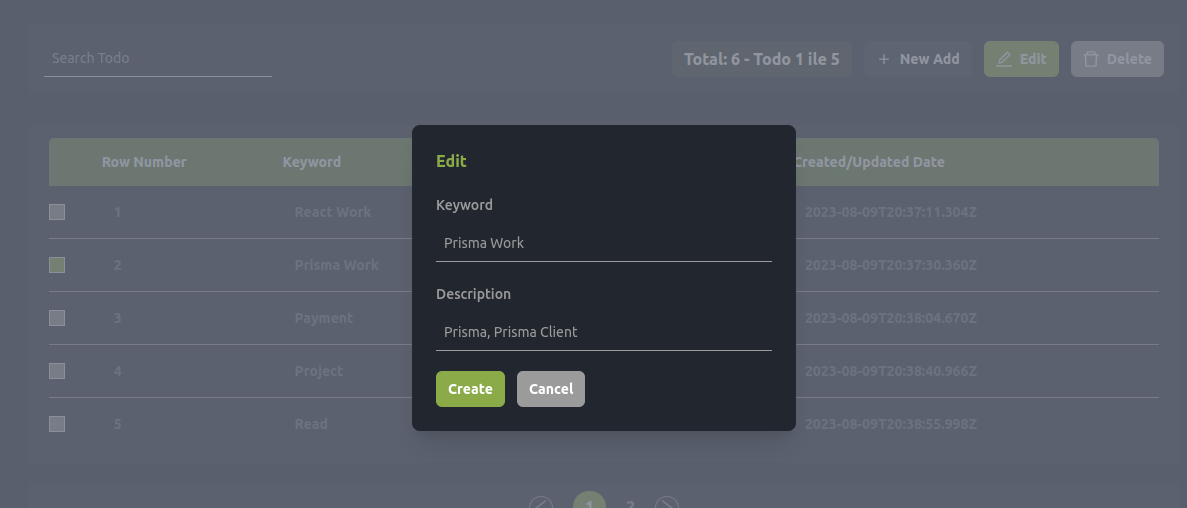 Search Todo
Total: 6 - Todo 1 ile 5
+ New Add
Edit
Delete
Row Number
Keyword
Created/Updated Date
1
React Work
2023-08-09T20:37:11.304Z
2
Prisma Work
2023-08-09T20:37:30.360Z
3
Payment
2023-08-09T20:38:04.670Z
4
Project
2023-08-09T20:38:40.966Z
5
Read
2023-08-09T20:38:55.998Z
Edit
Keyword
Prisma Work
Description
Prisma, Prisma Client
Create
Cancel
1
2